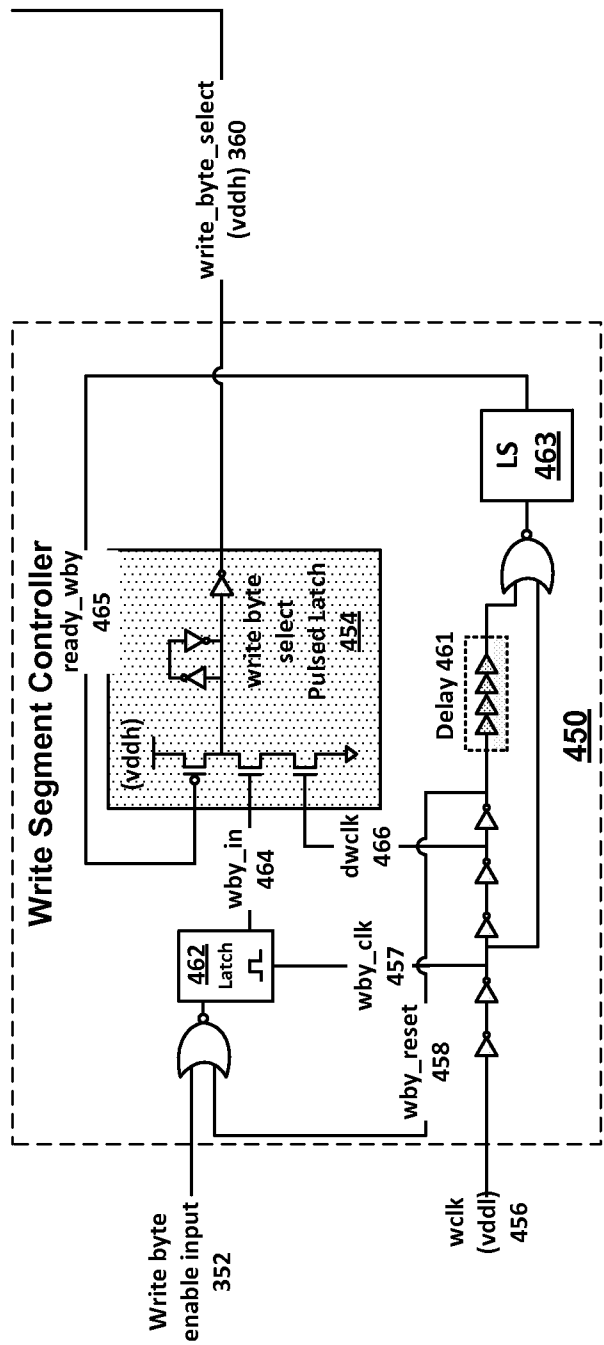 Write Segment Controller
ready_wby
465
write_byte_select
(vddh) 360
(vddh)
write byte
select
Pulsed Latch
454
wby_in
464
dwclk
466
462
Latch
wby_clk
457
wby_reset
458
Write byte
enable input
352
wclk
(vddl)
456
Delay 461
LS
463
450